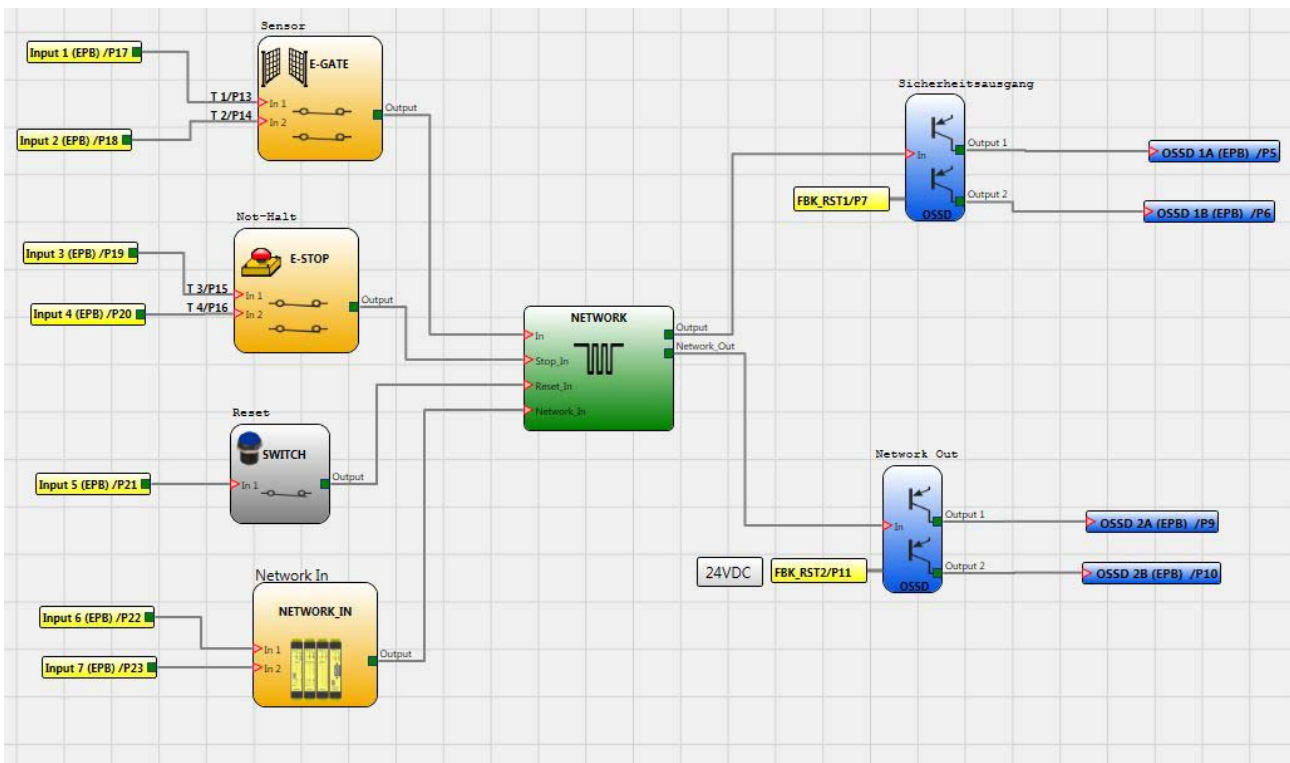 Sensor
Input 1 (EPB) /P17
E-GATE
T 1/P13
In 1
T 2/P14
In 2
Output
Input 2 (EPB) /P18
Not-Halt
Input 3 (EPB) /P19
E-STOP
T 3/P15
In 1
T 4/P16
In 2
Output
Input 4 (EPB) /P20
Reset
SWITCH
Input 5 (EPB) /P21
In 1
Output
Network In
NETWORK_IN
Input 6 (EPB) /P22
In 1
In 2
Output
Input 7 (EPB) /P23
NETWORK
In
Stop_In
Reset_In
Network_In
Output
Network_Out
Sicherheitsausgang
In
Output 1
Output 2
OSSD
FBK_RST1/P7
OSSD 1A (EPB) /P5
OSSD 1B (EPB) /P6
Network Out
In
Output 1
Output 2
OSSD
24VDC
FBK_RST2/P11
OSSD 2A (EPB) /P9
OSSD 2B (EPB) /P10